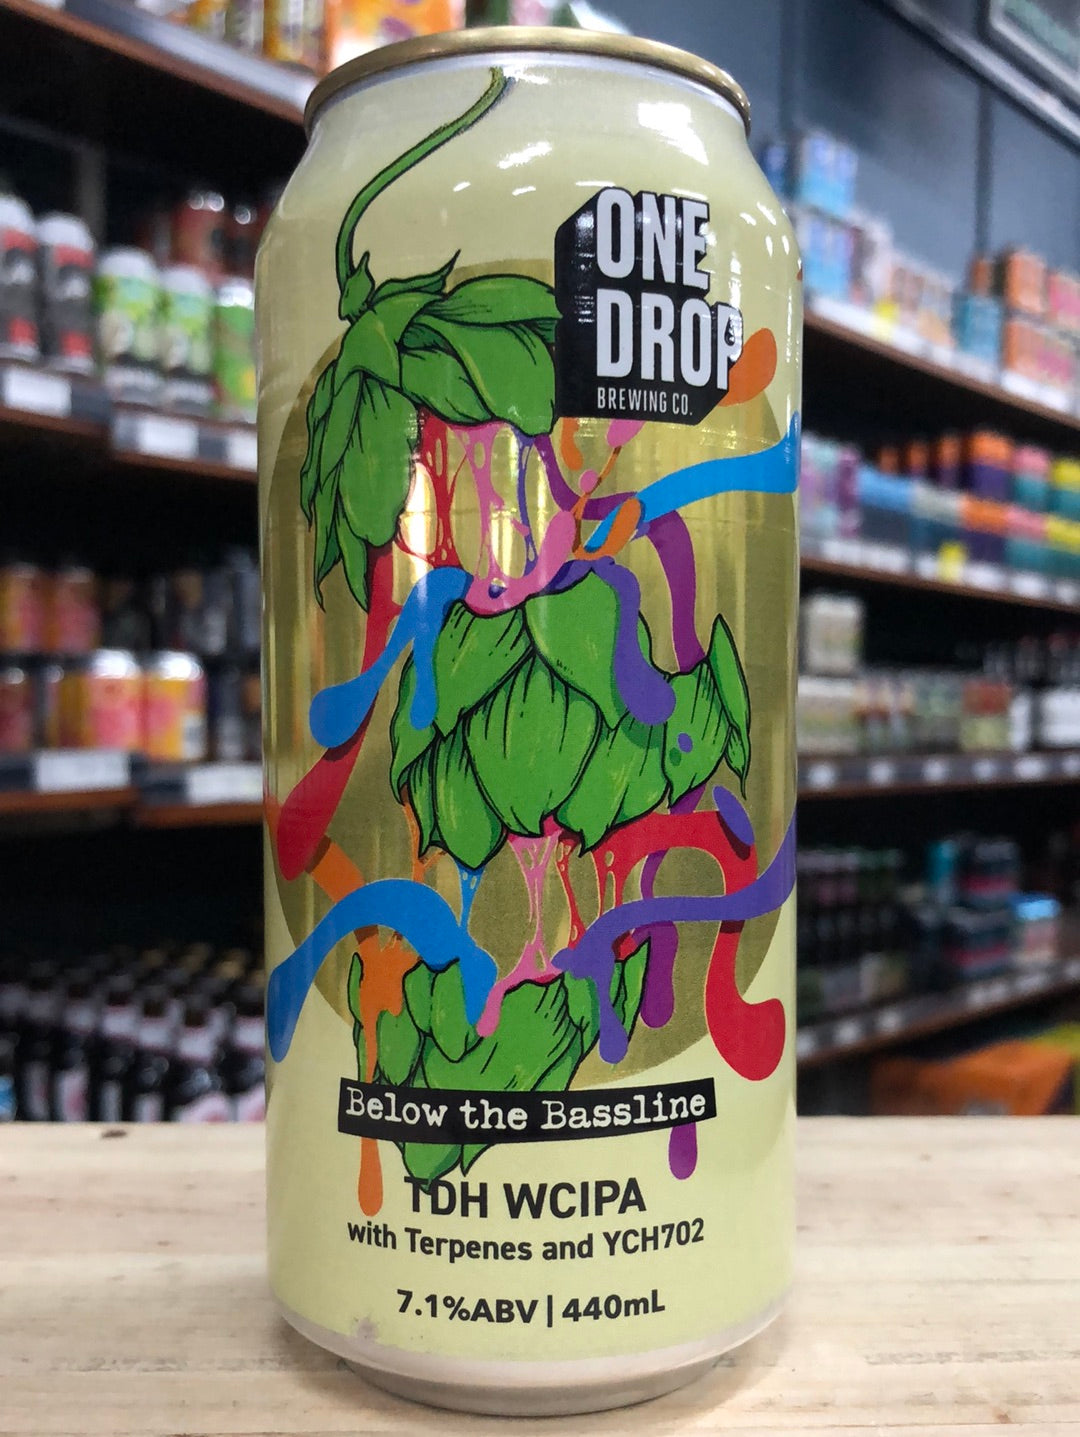 ONE
DROP
BREWING CO.
Below the Bassline
TDH WCIPA
with Terpenes and YCH702
7.1%ABV | 440mL